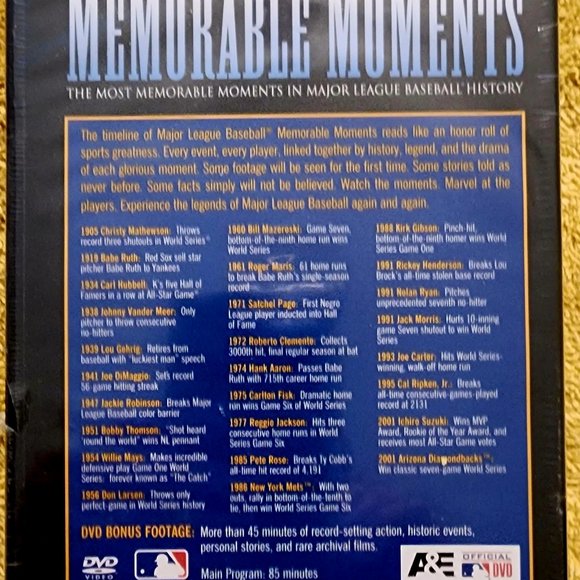 MEMORABLE MOMENTS
THE MOST MEMORABLE MOMENTS IN MAJOR LEAGUE BASEBALL® HISTORY
The timeline of Major League Baseball™ Memorable Moments reads like an honor roll of
sports greatness. Every event, every player, linked together by history, legend, and the drama
of each glorious moment. Some footage will be seen for the first time. Some stories told as
never before. Some facts simply will not be believed. Watch the moments. Marvel at the
players. Experience the legends of Major League Baseball again and again.
1905 Christy Mathewson: Throws
record three shutouts in World Series®
1919 Babe Ruth: Red Sox sell star
pitcher Babe Ruth to Yankees
1934 Carl Hubbell: K's five Hall of
Famers in a row at All-Star Game®
1938 Johnny Vander Meer: Only
pitcher to throw consecutive
no-hitters
1939 Lou Gehrig: Retires from
baseball with "luckiest man" speech
1941 Joe DiMaggio: Sets record
56-game hitting streak
1947 Jackie Robinson: Breaks Major
League Baseball color barrier
1951 Bobby Thomson: "Shot heard
'round the world" wins NL pennant
1954 Willie Mays: Makes incredible
defensive play Game One World
Series: forever known as "The Catch"
1956 Don Larsen: Throws only
perfect-game in World Series history
1960 Bill Mazeroski: Game Seven,
bottom-of-the-ninth home run wins
World Series
1961 Roger Maris: 61 home runs
to break Babe Ruth's single-season
record
1971 Satchel Paige: First Negro
League player inducted into Hall
of Fame
1972 Roberto Clemente: Collects
3000th hit, final regular season at bat
1974 Hank Aaron: Passes Babe
Ruth with 715th career home run
1975 Carlton Fisk: Dramatic home
run wins Game Six of World Series
1977 Reggie Jackson: Hits three
consecutive home runs in World
Series Game Six
1985 Pete Rose: Breaks Ty Cobb's
all-time hit record of 4,191
1986 New York Mets™: With two
outs, rally in bottom-of-the-tenth to
tie, then win World Series Game Six
1988 Kirk Gibson: Pinch-hit,
bottom-of-the-ninth homer wins World
Series Game One
1991 Rickey Henderson: Breaks Lou
Brock's all-time stolen base record
1991 Nolan Ryan: Pitches
unprecedented seventh no-hitter
1991 Jack Morris: Hurls 10-inning
game Seven shutout to win World
Series
1993 Joe Carter: Hits World Series-
winning, walk-off home run
1995 Cal Ripken, Jr.: Breaks
all-time consecutive-games-played
record at 2131
2001 Ichiro Suzuki: Wins MVP
Award, Rookie of the Year Award, and
receives most All-Star Game votes
2001 Arizona Diamondbacks™:
Win classic seven-game World Series
DVD BONUS FOOTAGE: More than 45 minutes of record-setting action, historic events,
personal stories, and rare archival films.
Main Program: 85 minutes
DVD
VIDEO
A&E
OFFICIAL
DVD